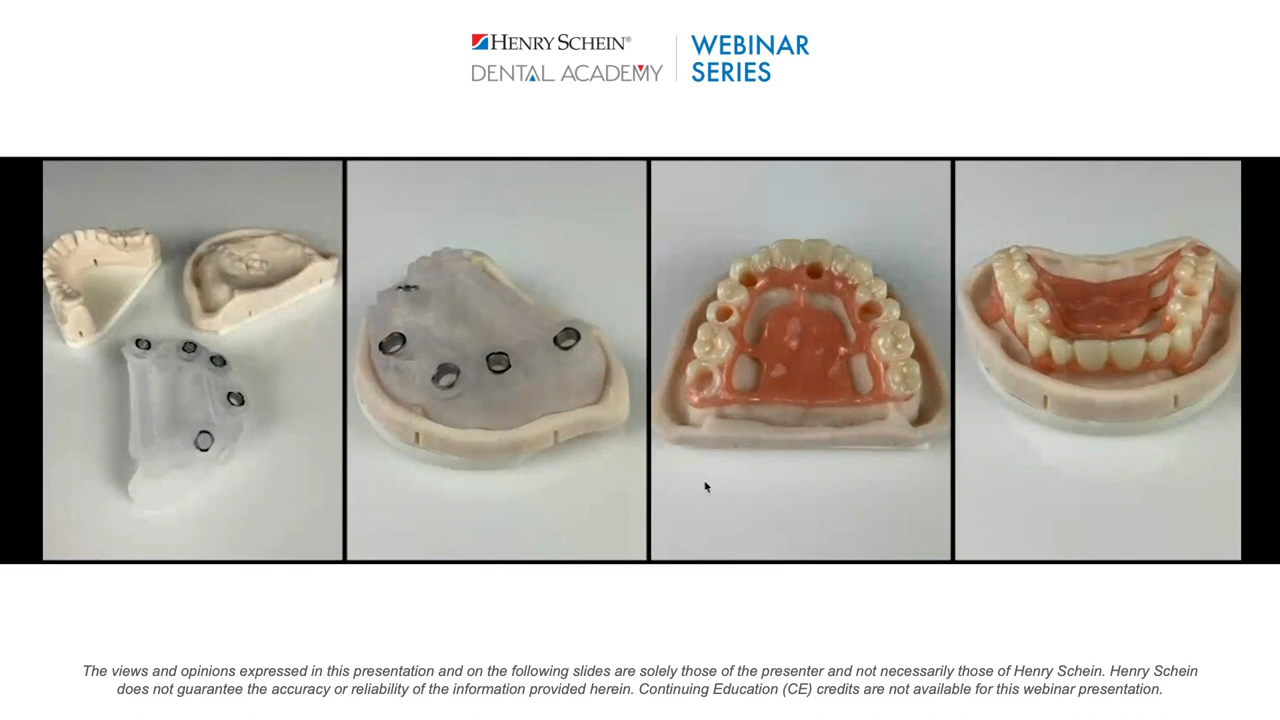 HENRY SCHEIN®
DENTAL ACADEMY
WEBINAR
SERIES
The views and opinions expressed in this presentation and on the following slides are solely those of the presenter and not necessarily those of Henry Schein. Henry Schein
does not guarantee the accuracy or reliability of the information provided herein. Continuing Education (CE) credits are not available for this webinar presentation.